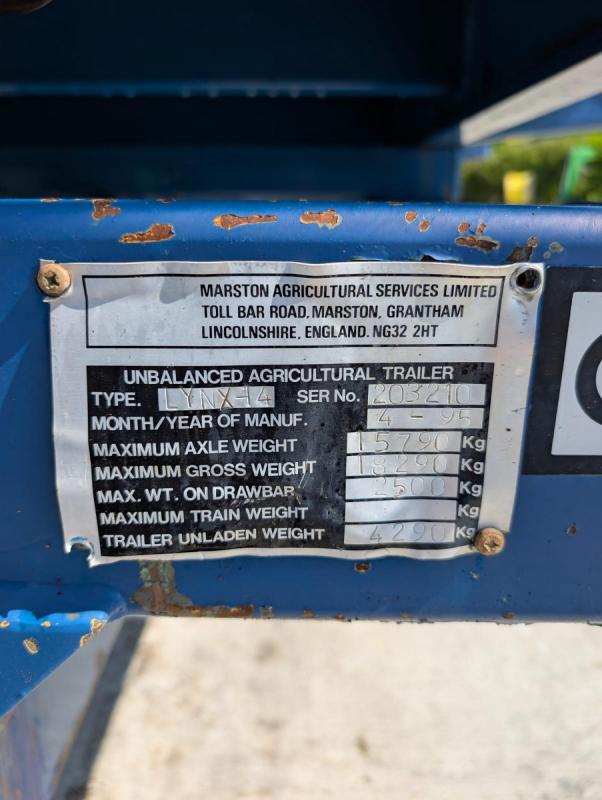 MARSTON AGRICULTURAL SERVICES LIMITED
TOLL BAR ROAD, MARSTON, GRANTHAM
LINCOLNSHIRE, ENGLAND. NG32 2HT
UNBALANCED AGRICULTURAL TRAILER
TYPE. LYNX-14 SER No. 203210
MONTH/YEAR OF MANUF. 4 - 95
MAXIMUM AXLE WEIGHT 15790 Kg
MAXIMUM GROSS WEIGHT 18290 Kg
MAX. WT. ON DRAWBAR 2500 Kg
MAXIMUM TRAIN WEIGHT Kg
TRAILER UNLADEN WEIGHT 4290 Kg